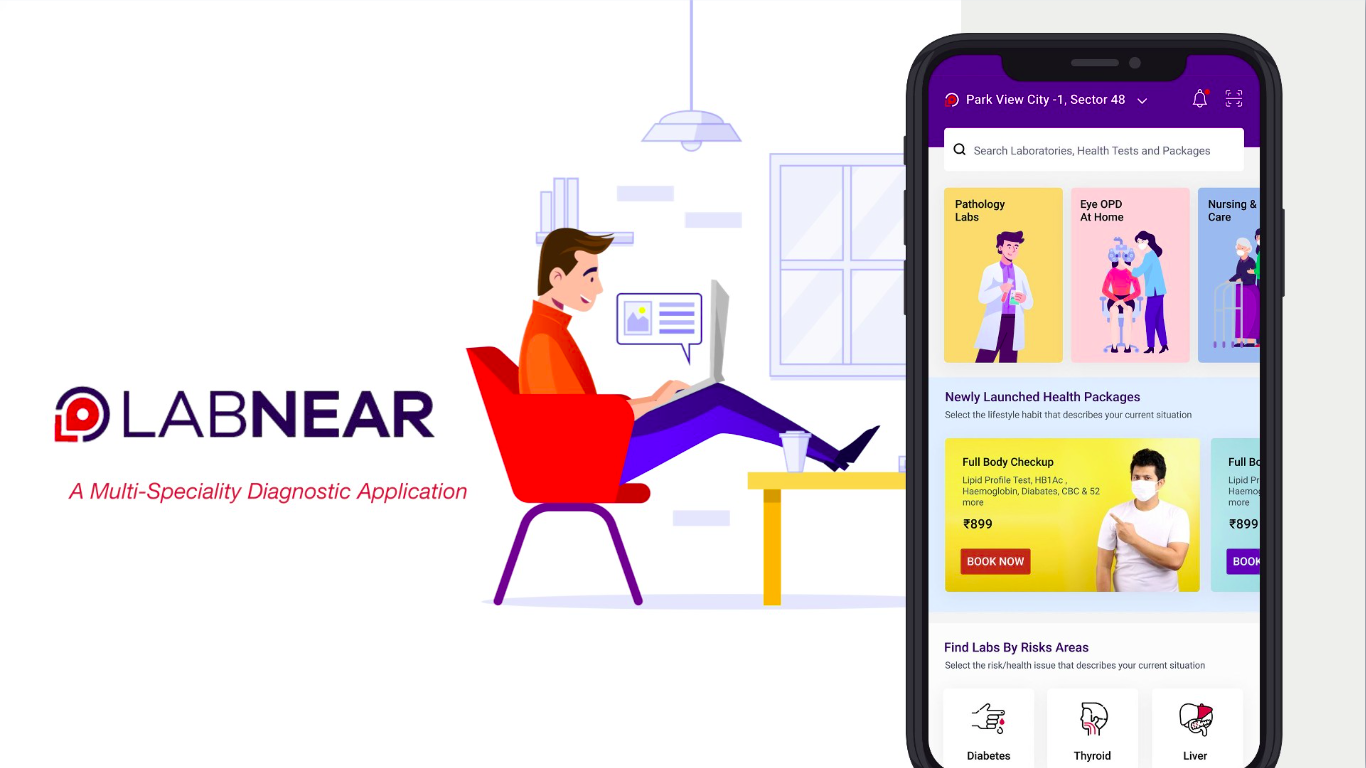 LABNEAR
A Multi-Speciality Diagnostic Application
Park View City -1, Sector 48
Search Laboratories, Health Tests and Packages
Pathology
Labs
Eye OPD
At Home
Nursing &
Care
Newly Launched Health Packages
Select the lifestyle habit that describes your current situation
Full Body Checkup
Lipid Profile Test, HB1Ac ,
Haemoglobin, Diabates, CBC & 52
more
₹899
BOOK NOW
Full Bo
Lipid Pr
Haemog
more
₹899
BOOK
Find Labs By Risks Areas
Select the risk/health issue that describes your current situation
Diabetes
Thyroid
Liver